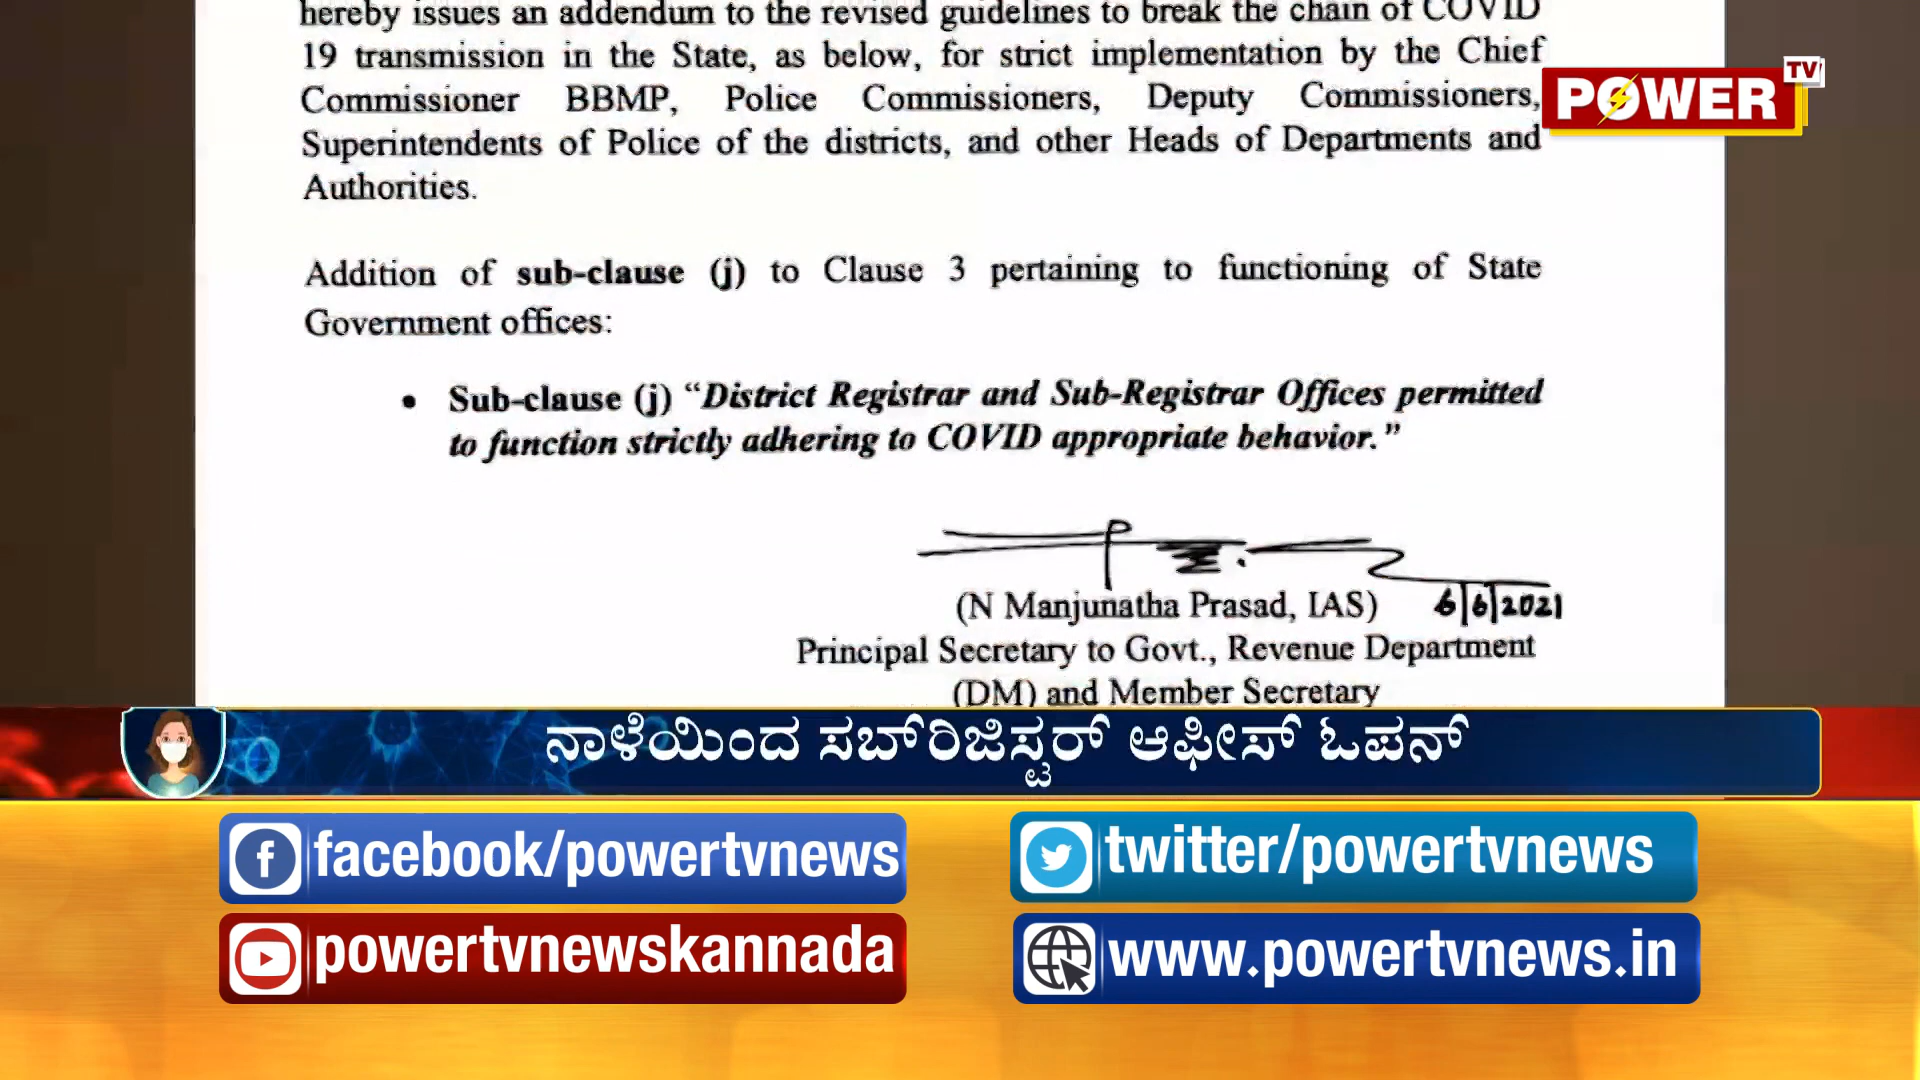 hereby issues an addendum to the revised guidelines to break the chain of COVID
19 transmission in the State, as below, for strict implementation by the Chief
Commissioner BBMP, Police Commissioners, Deputy Commissioners,
Superintendents of Police of the districts, and other Heads of Departments and
Authorities.
POWER TV
Addition of sub-clause (j) to Clause 3 pertaining to functioning of State
Government offices:
• Sub-clause (j) “District Registrar and Sub-Registrar Offices permitted
to function strictly adhering to COVID appropriate behavior.”
(N Manjunatha Prasad, IAS) 6/6/2021
Principal Secretary to Govt., Revenue Department
(DM) and Member Secretary
ನಾಳೆಯಿಂದ ಸಬ್‌ರಿಜಿಸ್ಟರ್ ಆಫೀಸ್ ಓಪನ್
facebook/powertvnews
twitter/powertvnews
powertvnewskannada
www.powertvnews.in